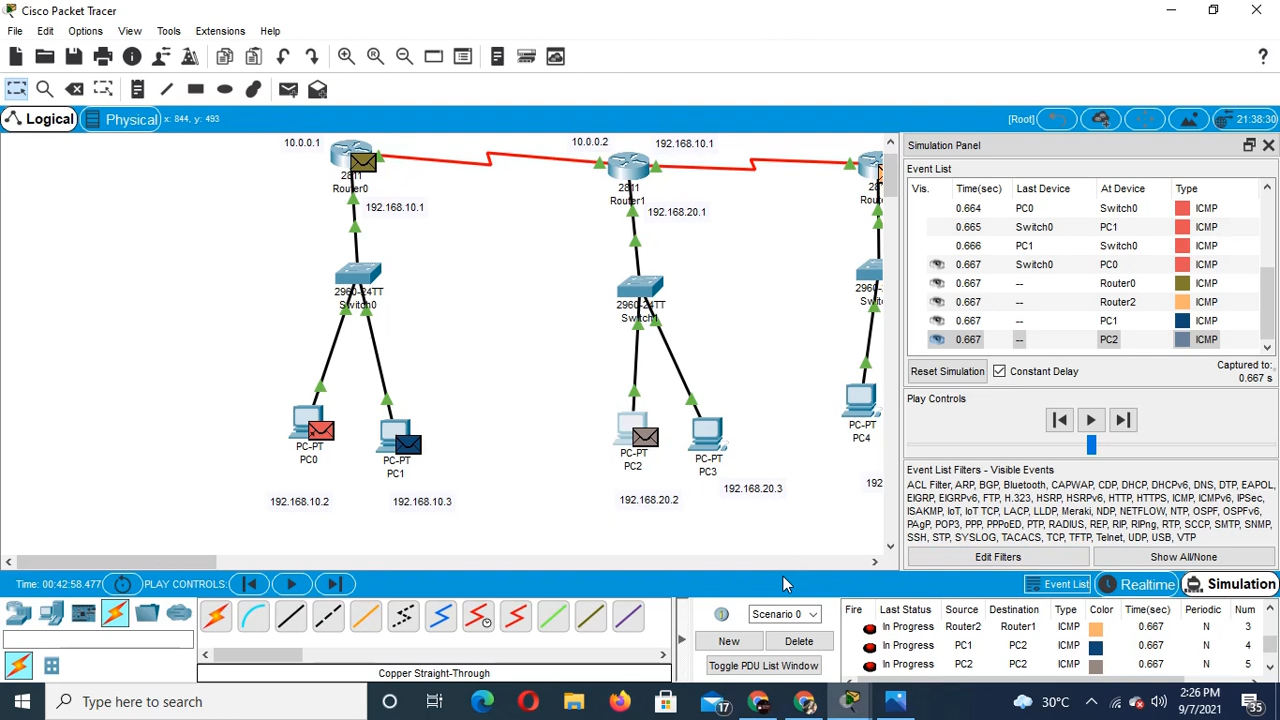 Cisco Packet Tracer
File Edit Options View Tools Extensions Help
Logical Physical x: 844, y: 493 [Root] 21:38:30
10.0.0.1
2811
Router0
192.168.10.1
2960-24TT
Switch0
PC-PT
PC0
PC-PT
PC1
192.168.10.2
192.168.10.3
10.0.0.2
192.168.10.1
2811
Router1
192.168.20.1
2960-24TT
PC-PT
PC2
PC-PT
PC3
192.168.20.2
192.168.20.3
PC-PT
PC4
Simulation Panel
Event List
Vis. Time(sec) Last Device At Device Type
0.664 PC0 Switch0 ICMP
0.665 Switch0 PC1 ICMP
0.666 PC1 Switch0 ICMP
0.667 Switch0 PC0 ICMP
0.667 -- Router0 ICMP
0.667 -- Router2 ICMP
0.667 -- PC1 ICMP
0.667 -- PC2 ICMP
Reset Simulation Constant Delay Captured to:
0.667 s
Play Controls
Event List Filters - Visible Events
ACL Filter, ARP, BGP, Bluetooth, CAPWAP, CDP, DHCP, DHCPv6, DNS, DTP, EAPOL,
EIGRP, EIGRPv6, FTP, H.323, HSRP, HSRPv6, HTTP, HTTPS, ICMP, ICMPv6, IPSec,
ISAKMP, IoT, IoT TCP, LACP, LLDP, Meraki, NDP, NETFLOW, NTP, OSPF, OSPFv6,
PAgP, POP3, PPP, PPPoED, PTP, RADIUS, REP, RIP, RIPng, RTP, SCCP, SMTP, SNMP,
SSH, STP, SYSLOG, TACACS, TCP, TFTP, Telnet, UDP, USB, VTP
Edit Filters Show All/None
Time: 00:42:58.477 PLAY CONTROLS: Event List Realtime Simulation
Copper Straight-Through
Scenario 0
New Delete
Toggle PDU List Window
Fire Last Status Source Destination Type Color Time(sec) Periodic Num
In Progress Router2 Router1 ICMP 0.667 N 3
In Progress PC1 PC2 ICMP 0.667 N 4
In Progress PC2 PC2 ICMP 0.667 N 5
Type here to search
17
30°C
2:26 PM
9/7/2021
35